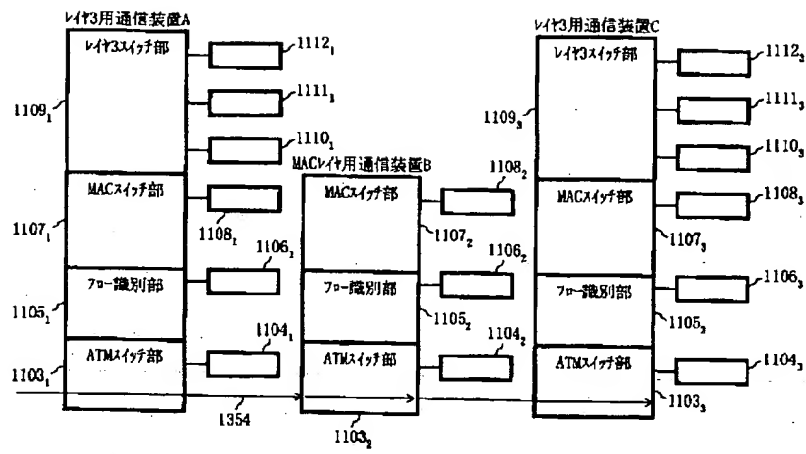 レイヤ3用通信装置A
レイヤ3スイッチ部
1109₁
1112₁
1111₁
1110₁
MACスイッチ部
1107₁
1108₁
フロー識別部
1105₁
1106₁
ATMスイッチ部
1103₁
1104₁
1354
MACレイヤ用通信装置B
MACスイッチ部
1108₂
1107₂
フロー識別部
1106₂
1105₂
ATMスイッチ部
1104₂
1103₂
レイヤ3用通信装置C
レイヤ3スイッチ部
1109₃
1112₃
1111₃
1110₃
MACスイッチ部
1108₃
1107₃
フロー識別部
1106₃
1105₃
ATMスイッチ部
1104₃
1103₃